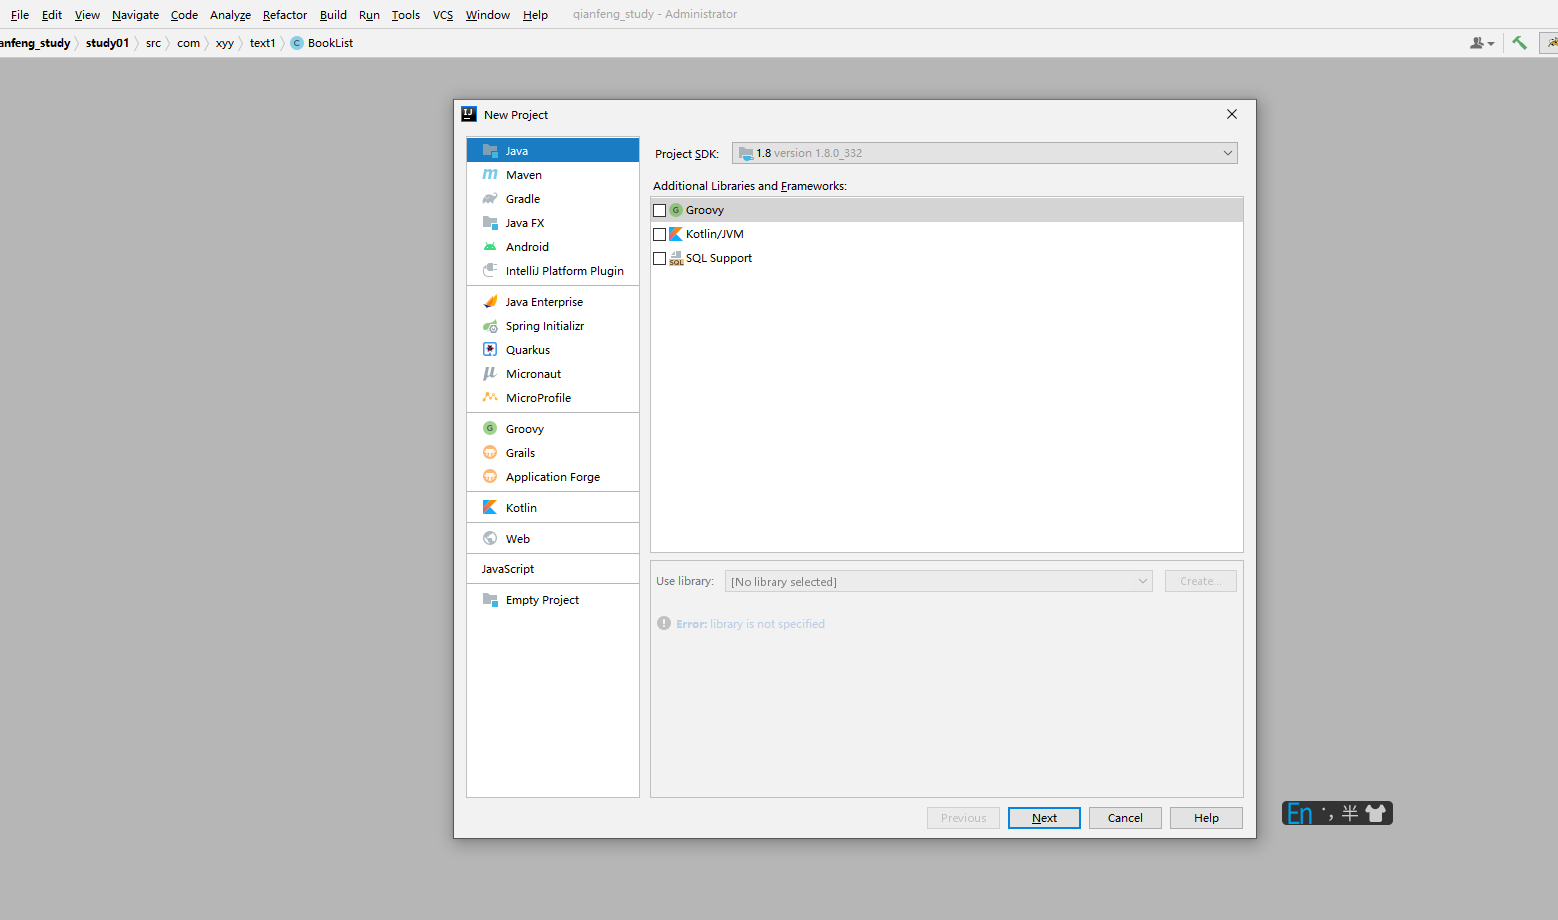 File Edit View Navigate Code Analyze Refactor Build Run Tools VCS Window Help qianfeng_study - Administrator
anfeng_study study01 src com xyy text1 C BookList
IJ New Project
Java
Maven
Gradle
Java FX
Android
IntelliJ Platform Plugin
Java Enterprise
Spring Initializr
Quarkus
Micronaut
MicroProfile
G Groovy
Grails
Application Forge
Kotlin
Web
JavaScript
Empty Project
Project SDK: 1.8 version 1.8.0_332
Additional Libraries and Frameworks:
G Groovy
Kotlin/JVM
SQL SQL Support
Use library: [No library selected] Create...
Error: library is not specified
Previous Next Cancel Help
En 半